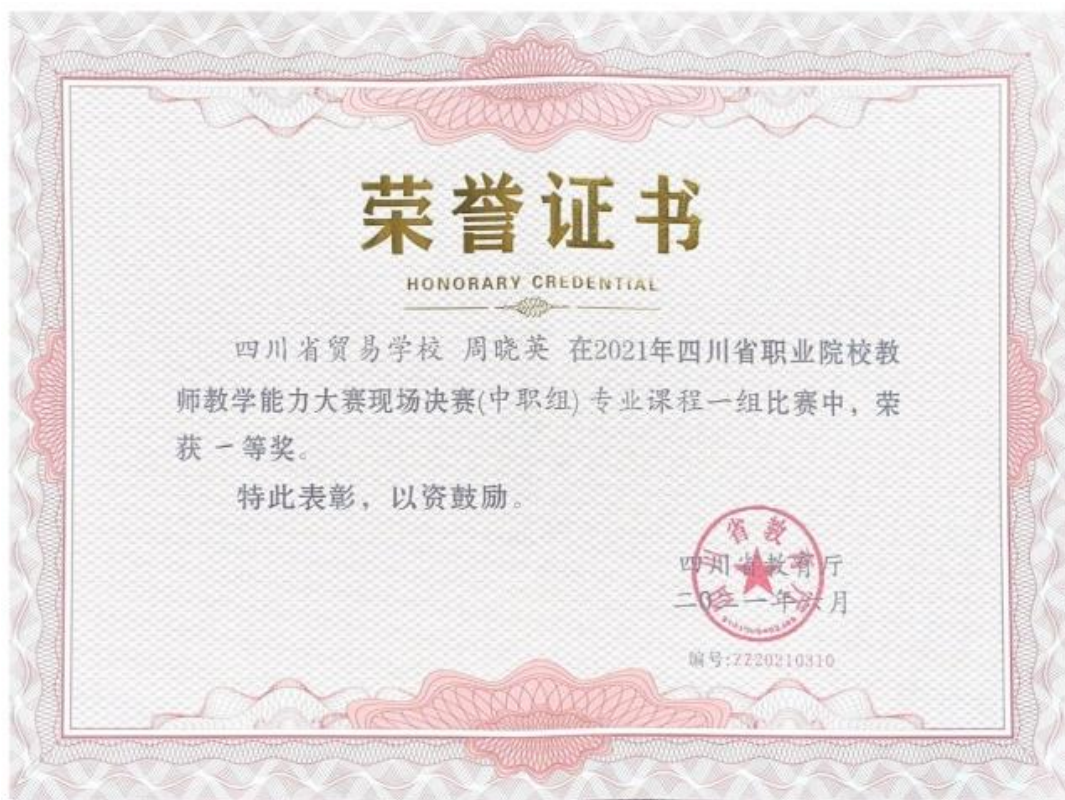 荣誉证书
HONORARY CREDENTIAL
四川省贸易学校 周晓英 在2021年四川省职业院校教
师教学能力大赛现场决赛(中职组) 专业课程一组比赛中，荣
获 一等奖。
特此表彰，以资鼓励。
四川省教育厅
二〇二一年六月
编号:ZZ20210310